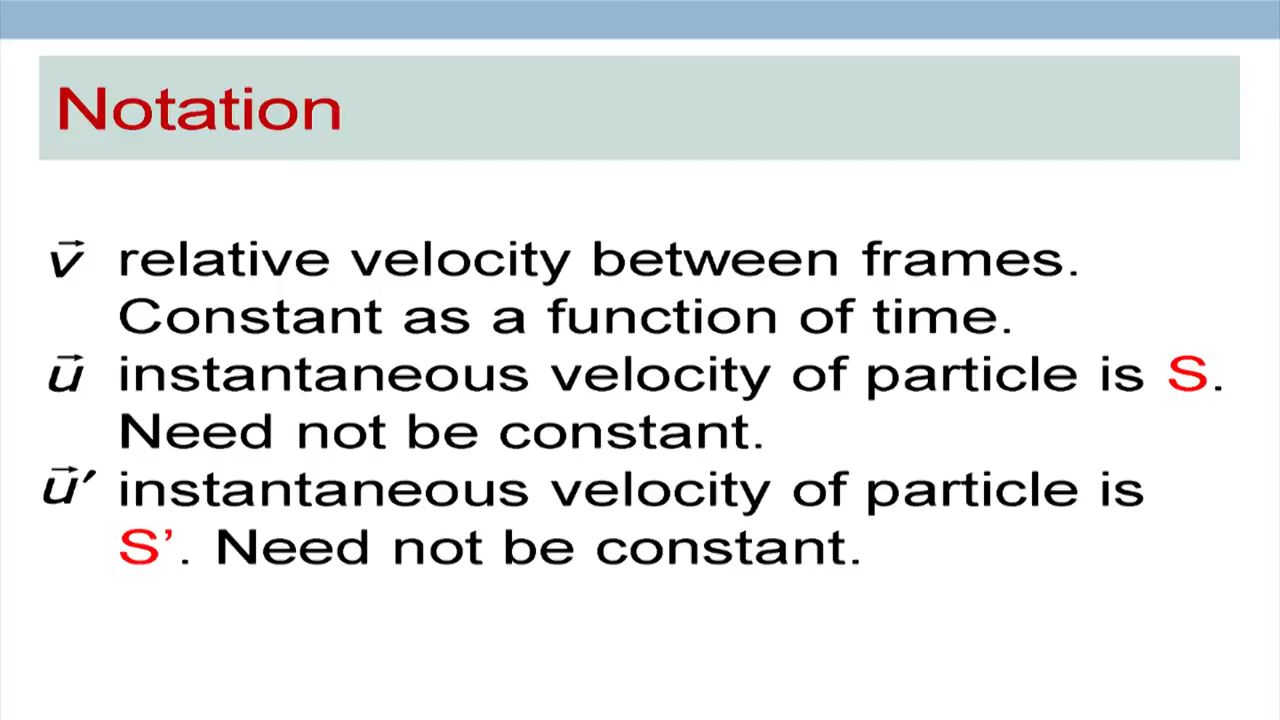 Notation
v⃗ relative velocity between frames.
Constant as a function of time.
u⃗ instantaneous velocity of particle is S.
Need not be constant.
u⃗′ instantaneous velocity of particle is
S’. Need not be constant.